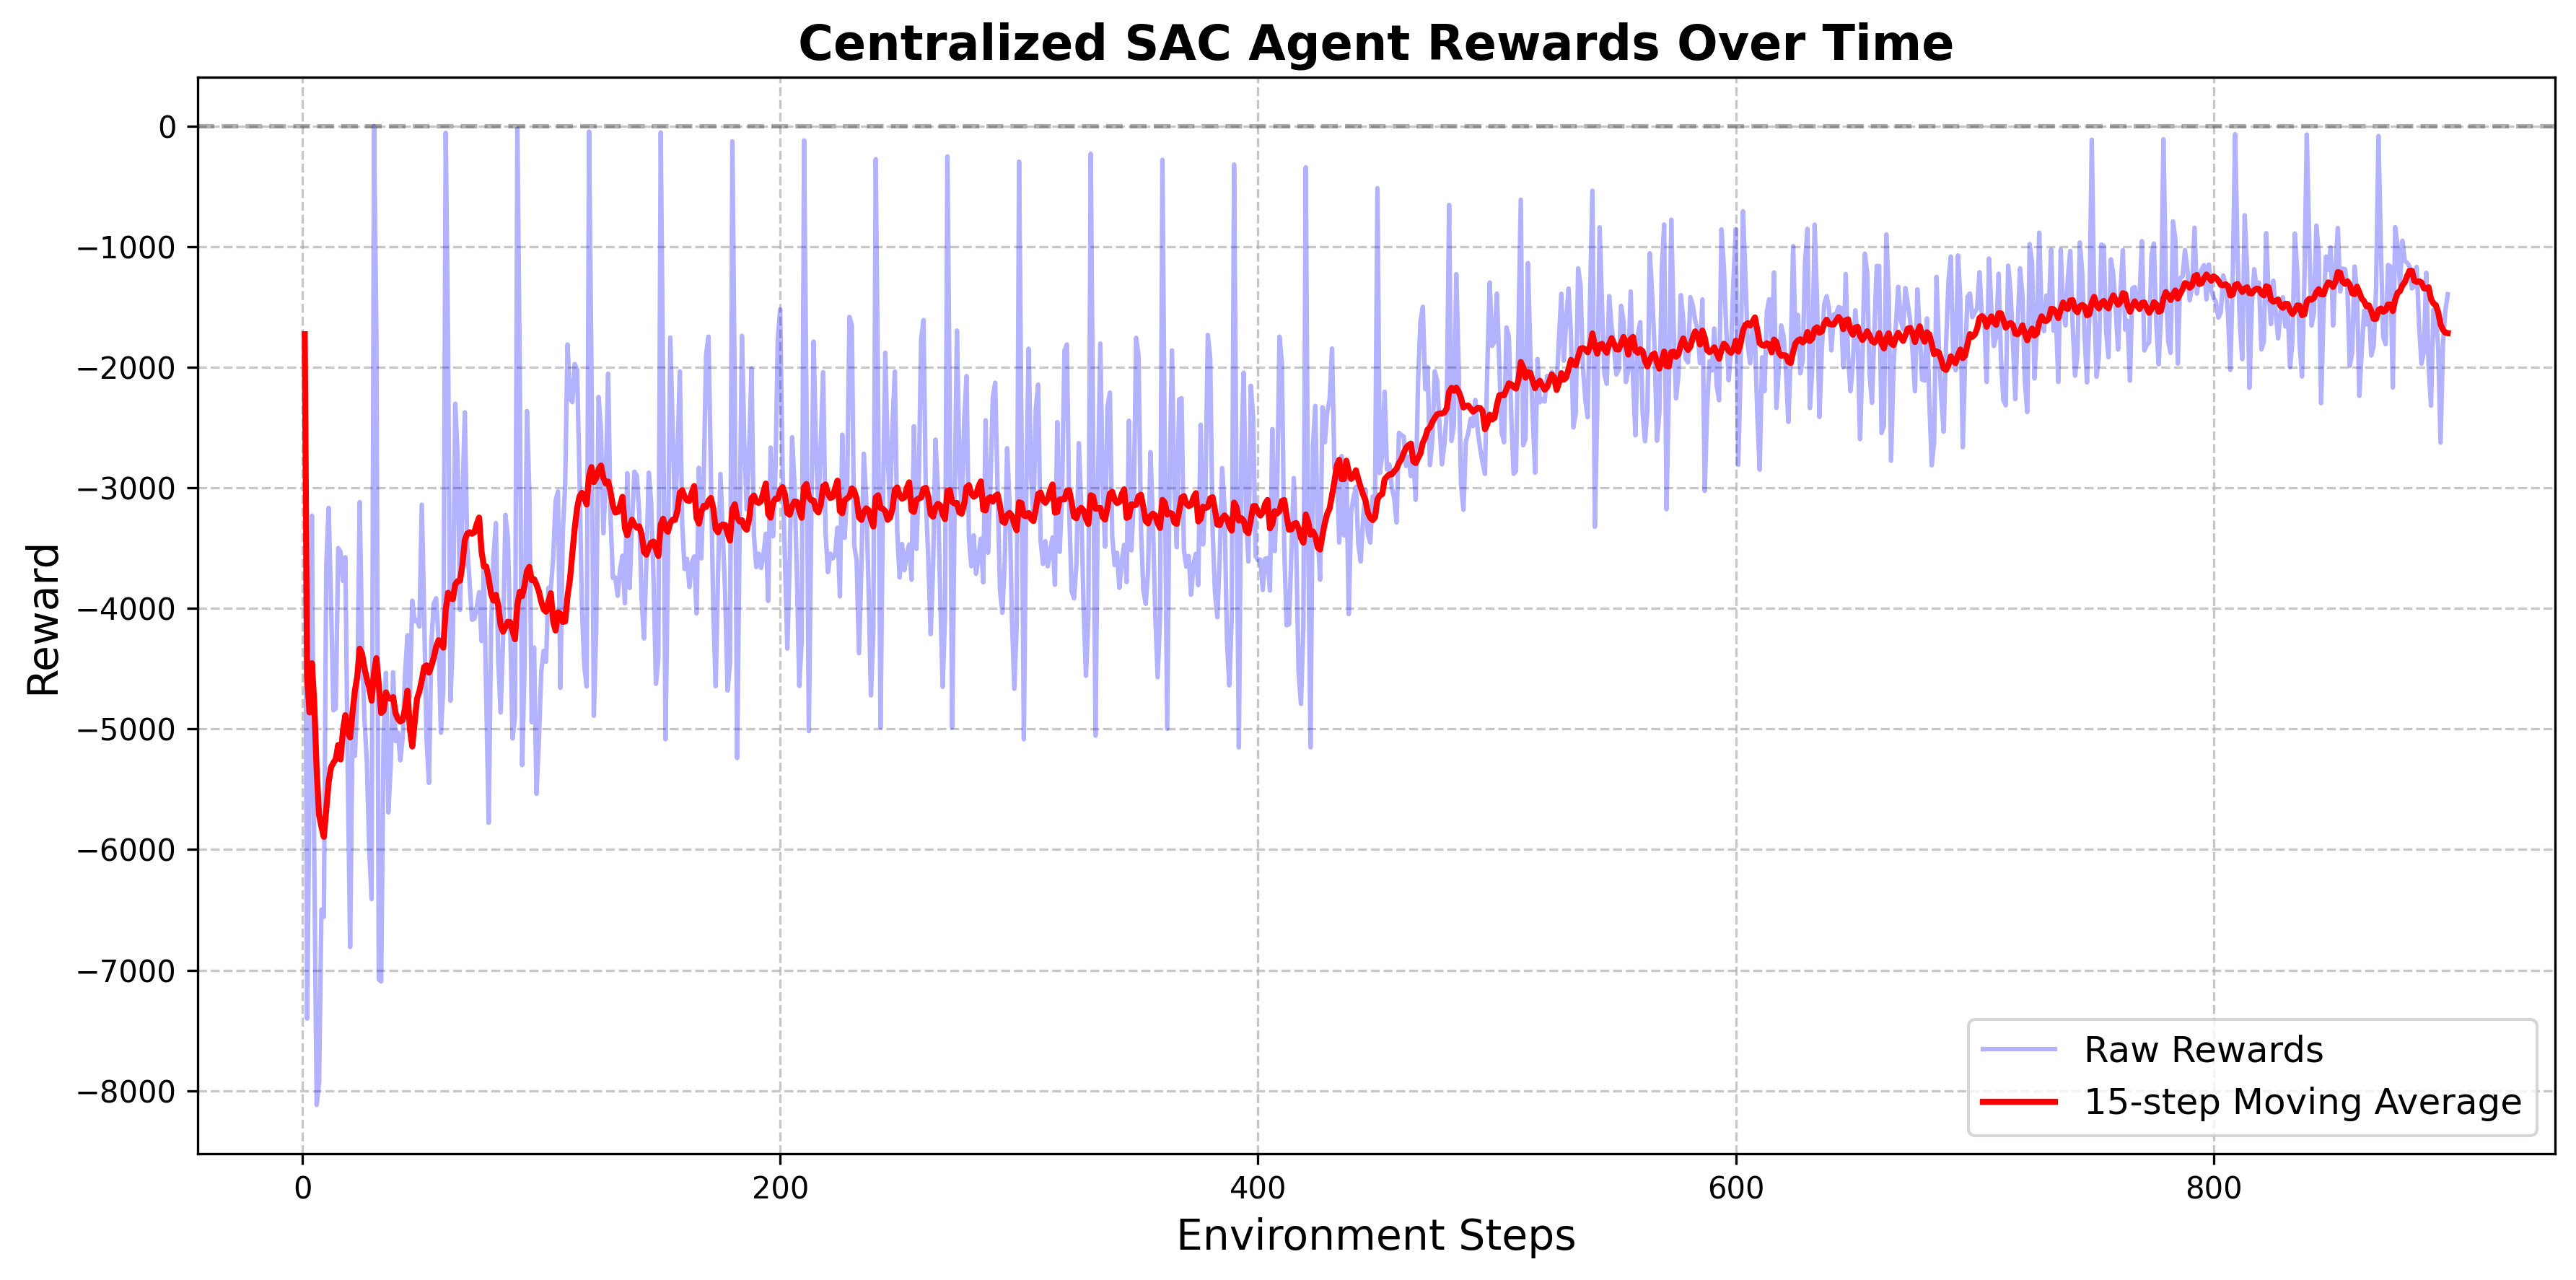 Centralized SAC Agent Rewards Over Time
Reward
0
−1000
−2000
−3000
−4000
−5000
−6000
−7000
−8000
0
200
400
600
800
Environment Steps
Raw Rewards
15-step Moving Average